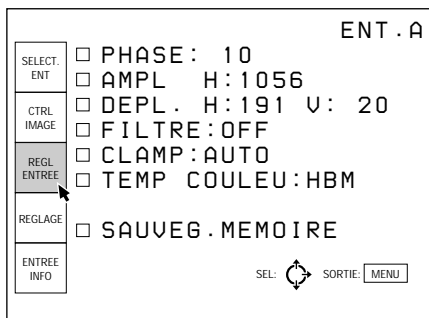 ENT.A
SELECT. ENT
CTRL IMAGE
REGL ENTREE
REGLAGE
ENTREE INFO
PHASE: 10
AMPL H:1056
DEPL. H:191 V: 20
FILTRE:OFF
CLAMP:AUTO
TEMP COULEU:HBM
SAUVEG.MEMOIRE
SEL: SORTIE: MENU